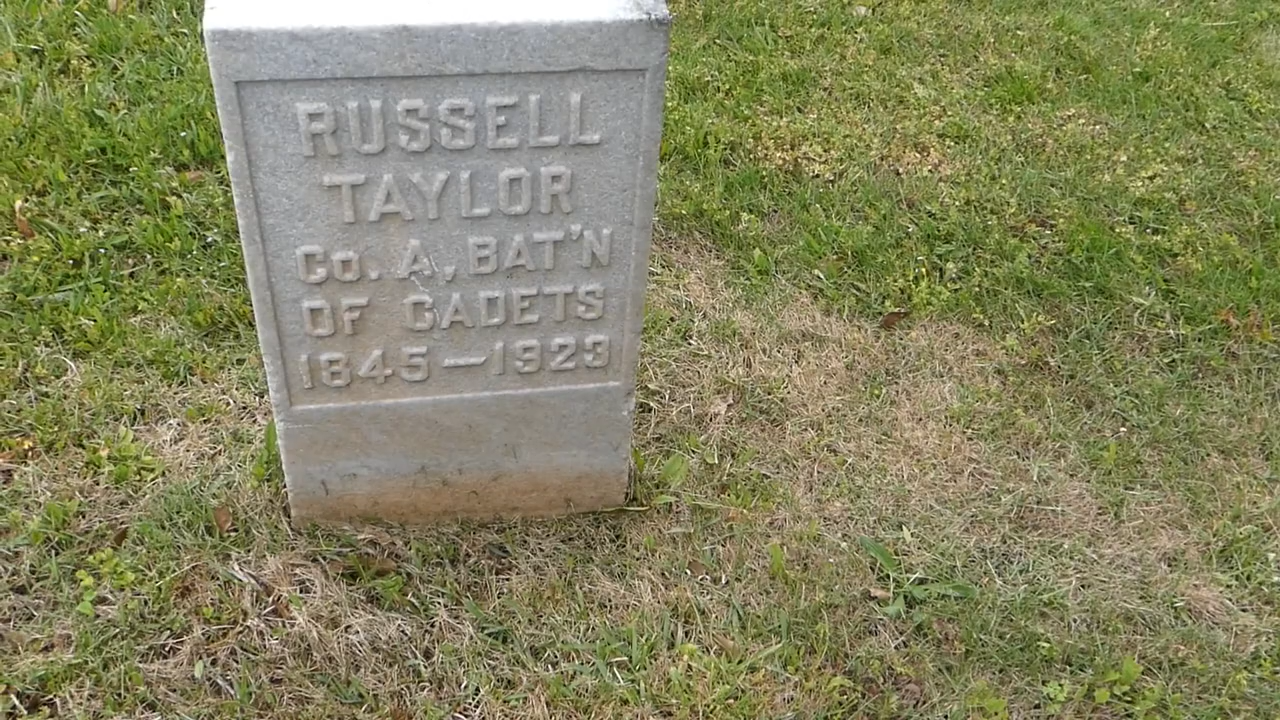 RUSSELL
TAYLOR
CO. A, BAT'N
OF CADETS
1845—1923